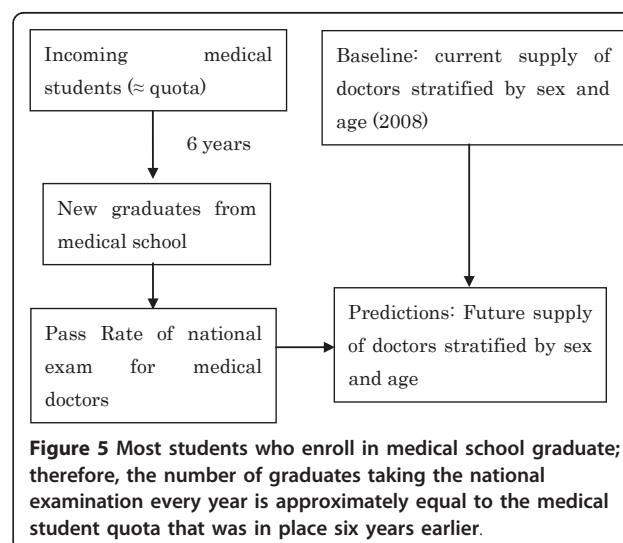 Incoming medical
students (≈ quota)
6 years
New graduates from
medical school
Pass Rate of national
exam for medical
doctors
Baseline: current supply of
doctors stratified by sex and
age (2008)
Predictions: Future supply
of doctors stratified by sex
and age
Figure 5 Most students who enroll in medical school graduate;
therefore, the number of graduates taking the national
examination every year is approximately equal to the medical
student quota that was in place six years earlier.